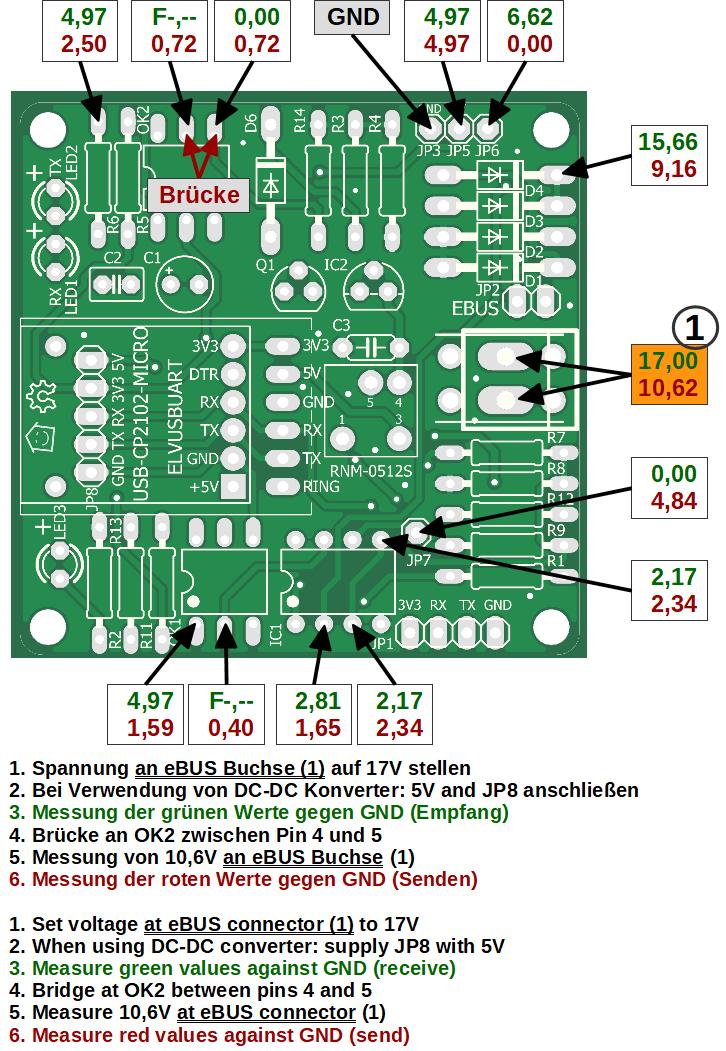 4,97
2,50
F-,--
0,72
0,00
0,72
GND
4,97
4,97
6,62
0,00
OK2
D6
R14
R3
R4
GND
JP3 JP5 JP6
15,66
9,16
TX
LED2
+
Brücke
R6
R5
D4
D3
D2
D1
+
RX
LED1
C2
C1
+
Q1
IC2
JP2
EBUS
1
17,00
10,62
C3
3V3
DTR
RX
TX
GND
+5V
3V3
5V
GND
RX
TX
RING
GND TX RX 3V3 5V
JP8
USB-CP2102-MICRO
ELVUSBUART
5 4
1 3
RNM-0512S
R7
R8
R12
R9
R1
0,00
4,84
+
LED3
R13
JP7
2,17
2,34
3V3 RX TX GND
R2
R11
OK1
IC1
JP1
4,97
1,59
F-,--
0,40
2,81
1,65
2,17
2,34
1. Spannung an eBUS Buchse (1) auf 17V stellen
2. Bei Verwendung von DC-DC Konverter: 5V and JP8 anschließen
3. Messung der grünen Werte gegen GND (Empfang)
4. Brücke an OK2 zwischen Pin 4 und 5
5. Messung von 10,6V an eBUS Buchse (1)
6. Messung der roten Werte gegen GND (Senden)
1. Set voltage at eBUS connector (1) to 17V
2. When using DC-DC converter: supply JP8 with 5V
3. Measure green values against GND (receive)
4. Bridge at OK2 between pins 4 and 5
5. Measure 10,6V at eBUS connector (1)
6. Measure red values against GND (send)